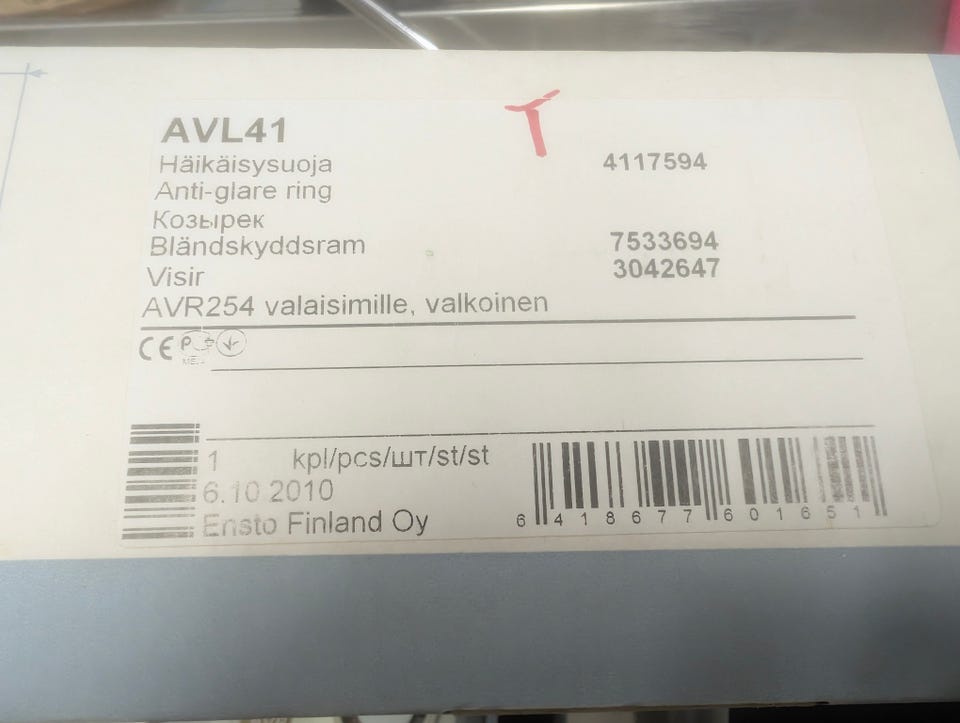 T
AVL41
Häikäisysuoja 4117594
Anti-glare ring
Козырек
Bländskyddsram 7533694
Visir 3042647
AVR254 valaisimille, valkoinen
CE
1 kpl/pcs/шт/st/st
6.10.2010
Ensto Finland Oy
6 418677 601651